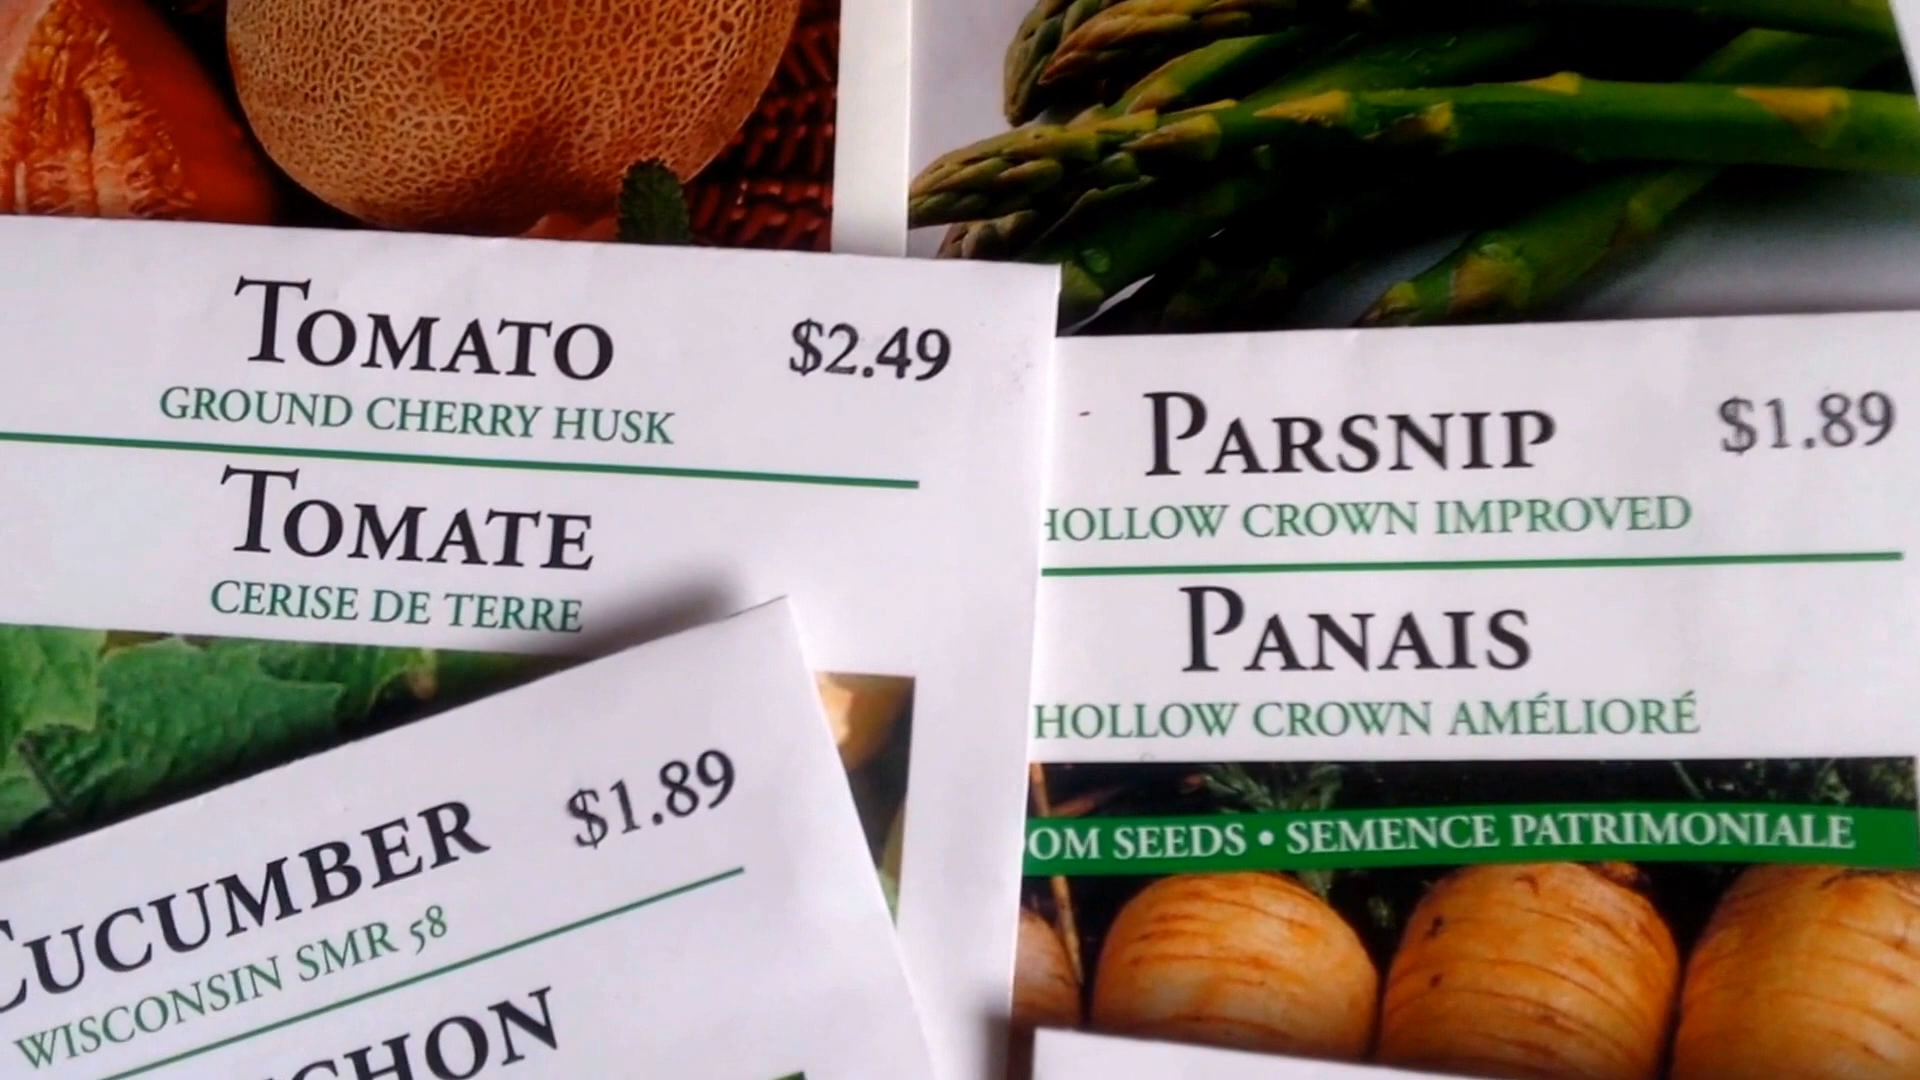 TOMATO $2.49
GROUND CHERRY HUSK
TOMATE
CERISE DE TERRE
PARSNIP $1.89
HOLLOW CROWN IMPROVED
PANAIS
HOLLOW CROWN AMÉLIORÉ
SEEDS • SEMENCE PATRIMONIALE
CUCUMBER $1.89
WISCONSIN SMR 58